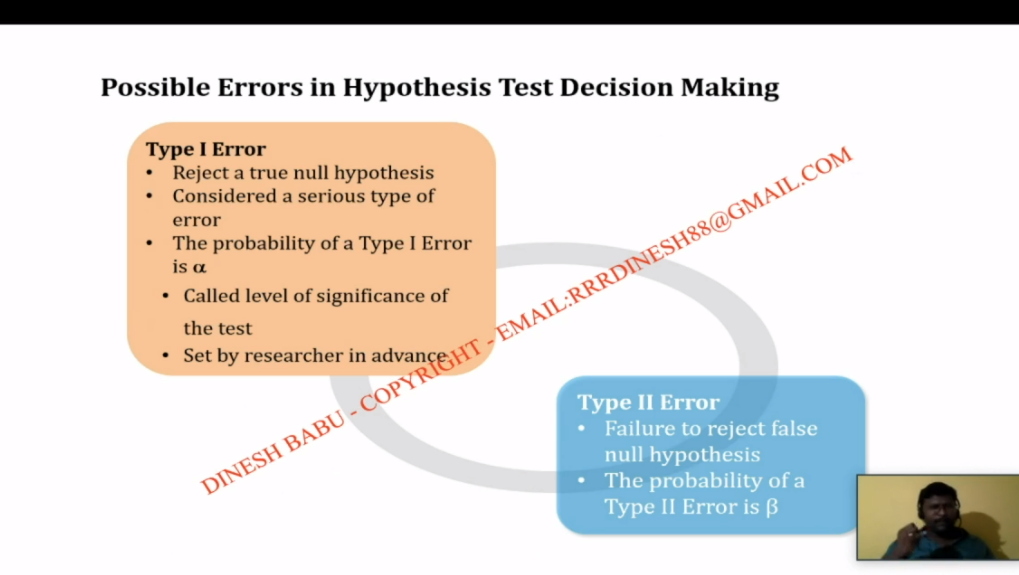 Possible Errors in Hypothesis Test Decision Making
Type I Error
• Reject a true null hypothesis
• Considered a serious type of
error
• The probability of a Type I Error
is α
• Called level of significance of
the test
• Set by researcher in advance
DINESH BABU - COPYRIGHT - EMAIL:RRRDINESH88@GMAIL.COM
Type II Error
• Failure to reject false
null hypothesis
• The probability of a
Type II Error is β